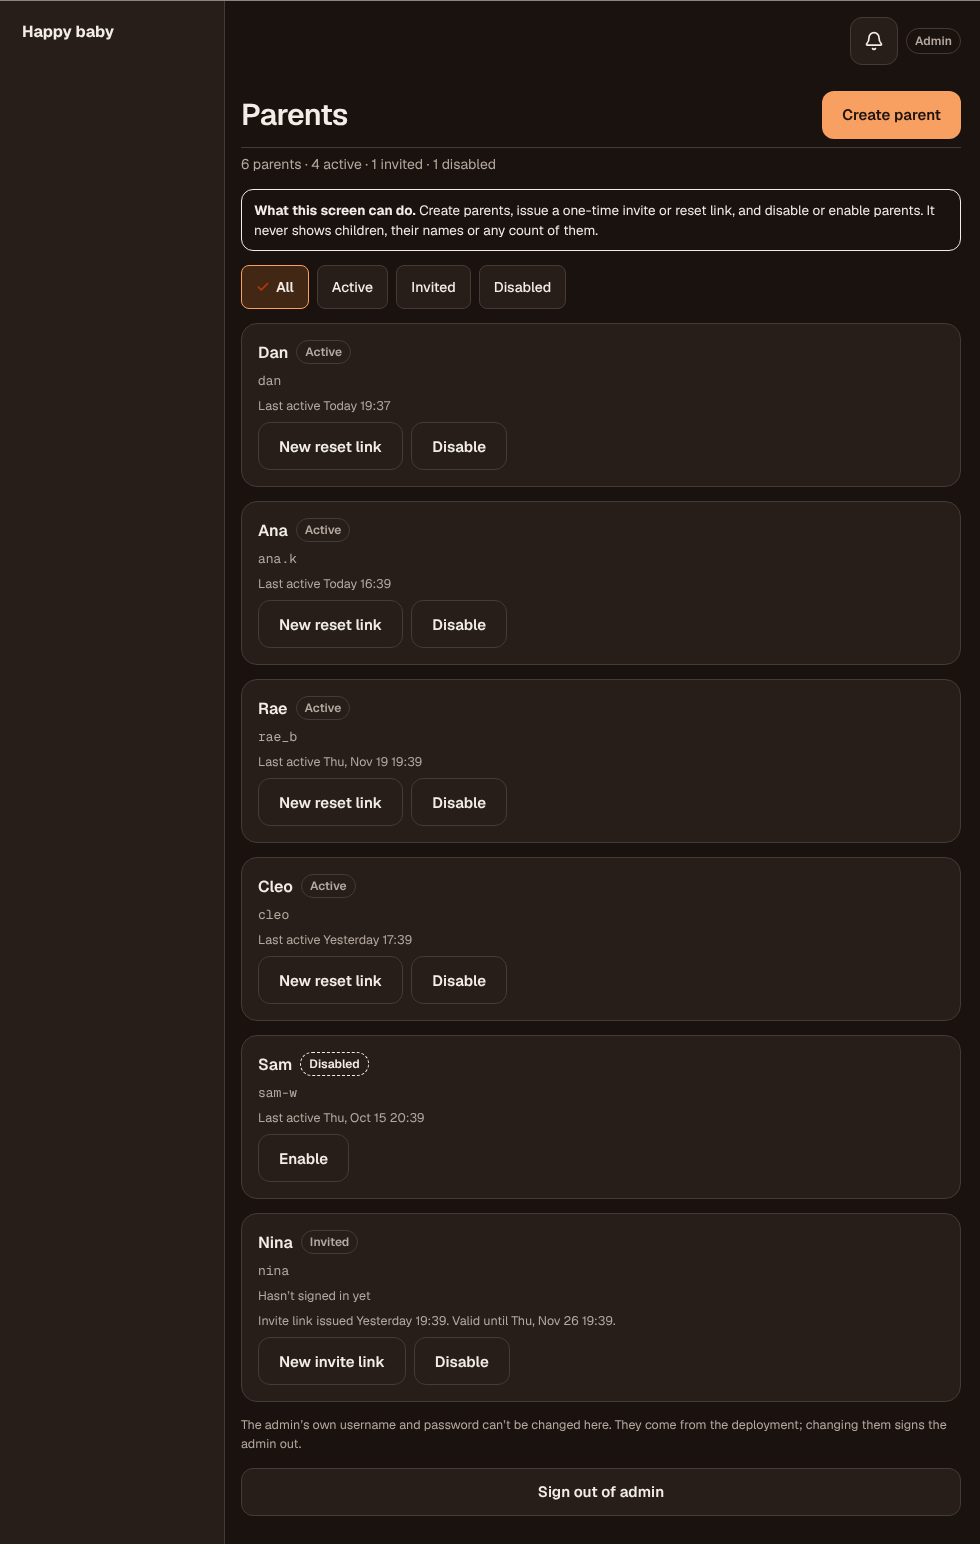 Happy baby
Admin
Parents
Create parent
6 parents · 4 active · 1 invited · 1 disabled
What this screen can do. Create parents, issue a one-time invite or reset link, and disable or enable parents. It
never shows children, their names or any count of them.
All
Active
Invited
Disabled
Dan
Active
dan
Last active Today 19:37
New reset link
Disable
Ana
Active
ana.k
Last active Today 16:39
New reset link
Disable
Rae
Active
rae_b
Last active Thu, Nov 19 19:39
New reset link
Disable
Cleo
Active
cleo
Last active Yesterday 17:39
New reset link
Disable
Sam
Disabled
sam-w
Last active Thu, Oct 15 20:39
Enable
Nina
Invited
nina
Hasn't signed in yet
Invite link issued Yesterday 19:39. Valid until Thu, Nov 26 19:39.
New invite link
Disable
The admin's own username and password can't be changed here. They come from the deployment; changing them signs the
admin out.
Sign out of admin